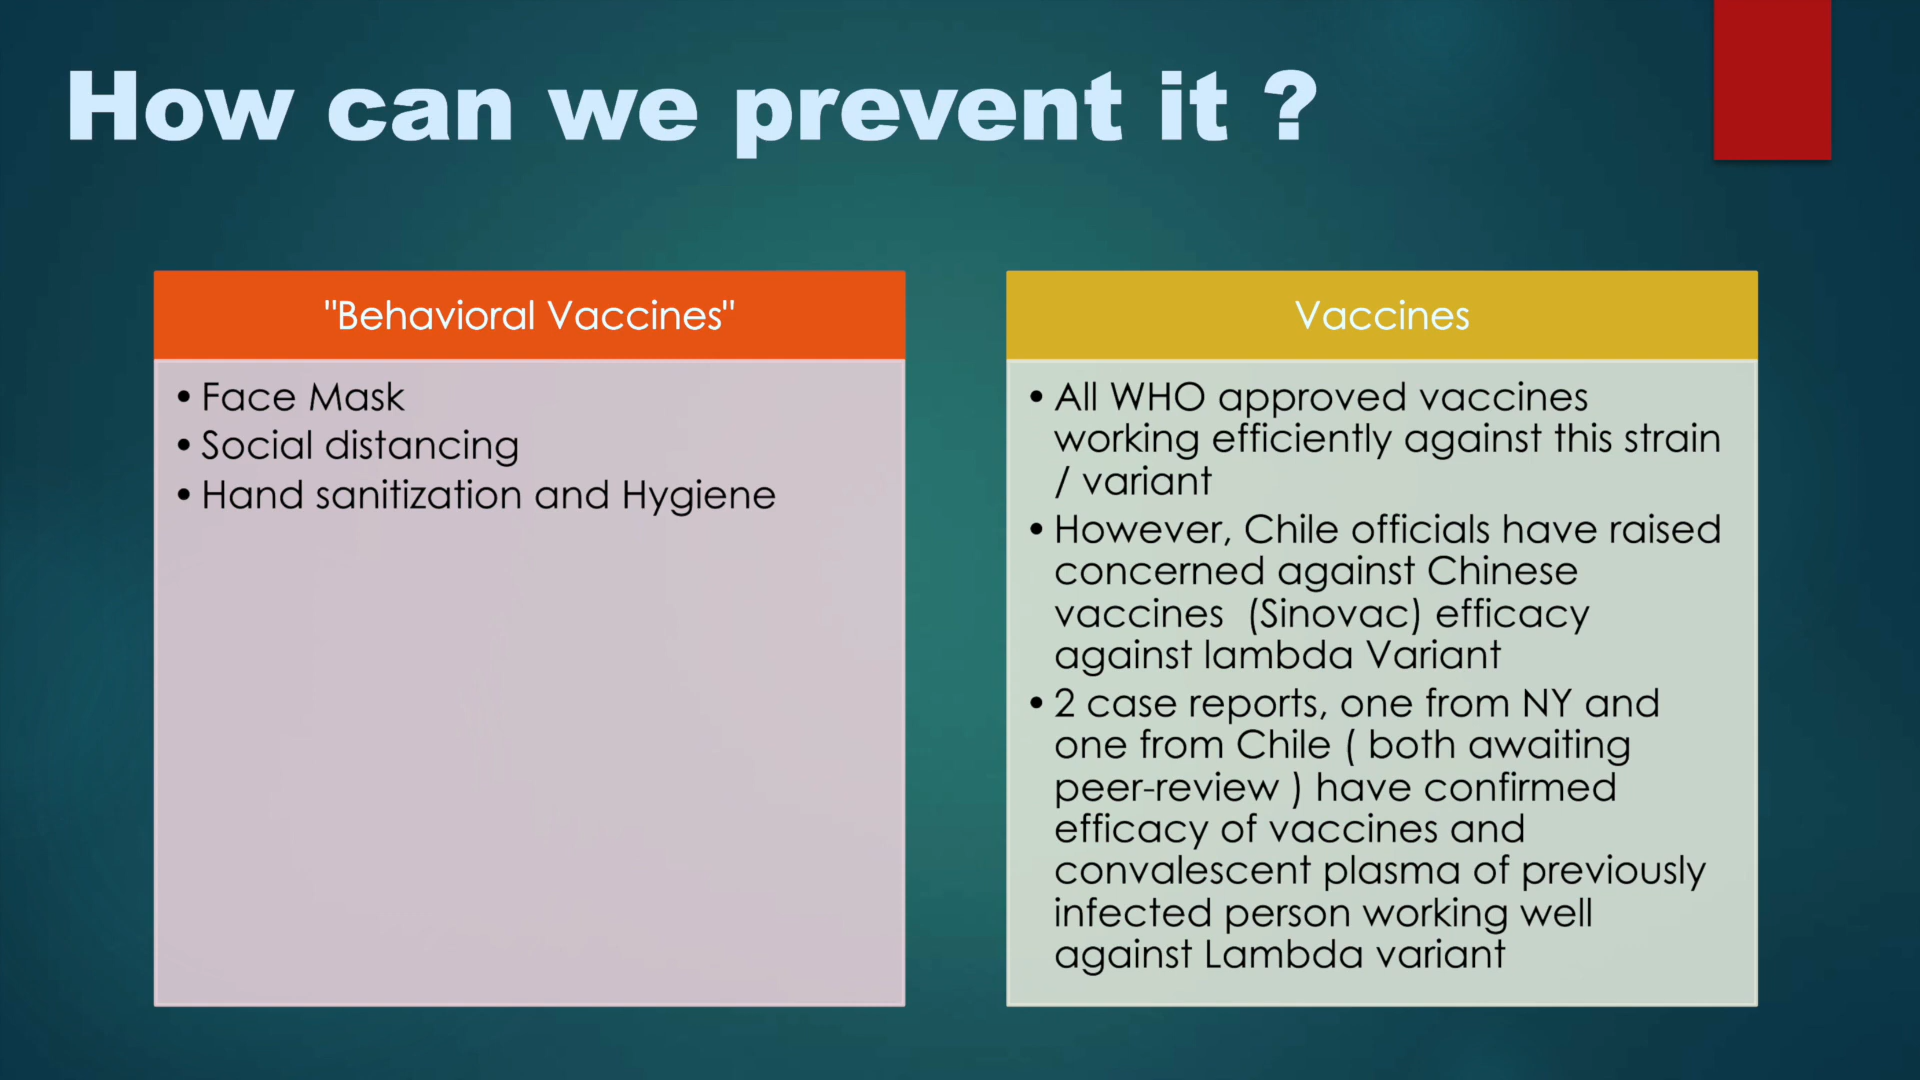 How can we prevent it ?
"Behavioral Vaccines"
• Face Mask
• Social distancing
• Hand sanitization and Hygiene
Vaccines
• All WHO approved vaccines
working efficiently against this strain
/ variant
• However, Chile officials have raised
concerned against Chinese
vaccines  (Sinovac) efficacy
against lambda Variant
• 2 case reports, one from NY and
one from Chile ( both awaiting
peer-review ) have confirmed
efficacy of vaccines and
convalescent plasma of previously
infected person working well
against Lambda variant